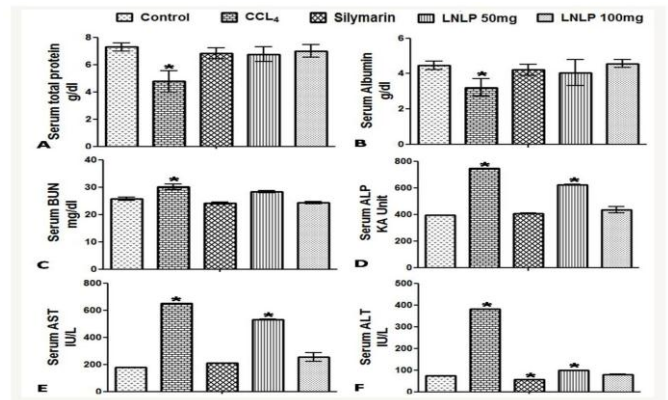 Control CCL4 Silymarin LNLP 50mg LNLP 100mg
Serum total protein
g/dl
8
6
4
2
0
*
A
Serum Albumin
g/dl
6
4
2
0
*
B
Serum BUN
mg/dl
40
30
20
10
0
*
C
Serum ALP
KA Unit
800
600
400
200
0
*
*
D
Serum AST
IU/L
800
600
400
200
0
*
*
E
Serum ALT
IU/L
500
400
300
200
100
0
*
*
*
F